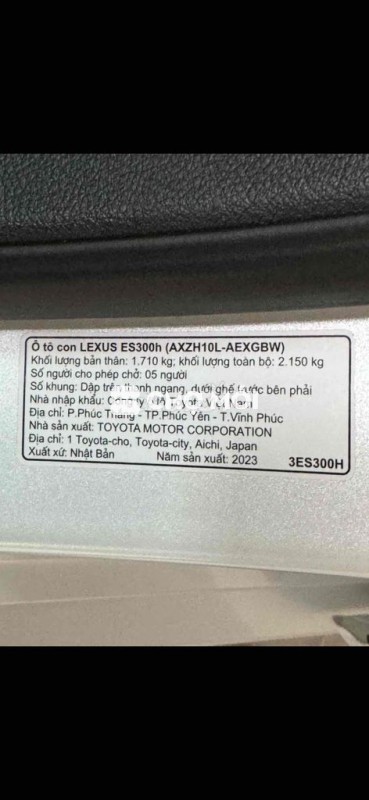 Ô tô con LEXUS ES300h (AXZH10L-AEXGBW)
Khối lượng bản thân: 1.710 kg; khối lượng toàn bộ: 2.150 kg
Số người cho phép chở: 05 người
Số khung: Dập trên thanh ngang, dưới ghế trước bên phải
Nhà nhập khẩu: Công ty
Địa chỉ: P.Phúc Thắng - TP.Phúc Yên - T.Vĩnh Phúc
Nhà sản xuất: TOYOTA MOTOR CORPORATION
Địa chỉ: 1 Toyota-cho, Toyota-city, Aichi, Japan
Xuất xứ: Nhật Bản Năm sản xuất: 2023 3ES300H